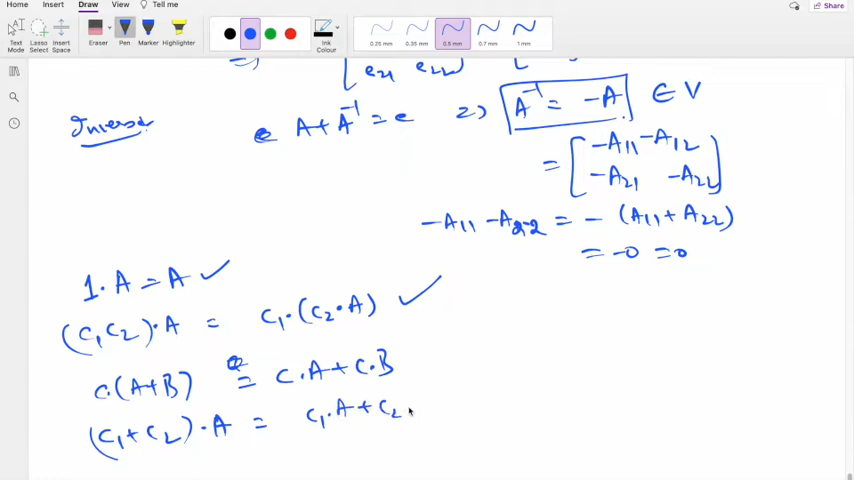 Home Insert Draw View Tell me Share
Text Mode Lasso Select Insert Space Eraser Pen Marker Highlighter Ink Colour 0.25 mm 0.35 mm 0.5 mm 0.7 mm 1 mm
=) [ e21 e22 ]
Inverse e A + A^-1 = e => A^-1 = -A ∈ V
= [ -A11 -A12
-A21 -A22 ]
-A11 - A22 = - (A11 + A22)
= -0 = 0
1·A = A ✓
(C1C2)·A = C1·(C2·A) ✓
C·(A+B) = C·A + C·B
(C1+C2)·A = C1·A + C2